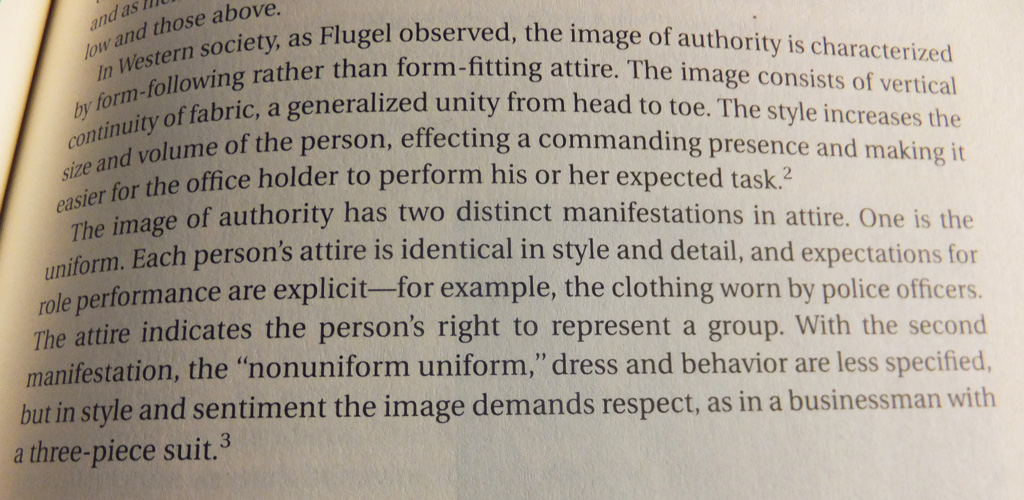 and as
low and those above.
In Western society, as Flugel observed, the image of authority is characterized
by form-following rather than form-fitting attire. The image consists of vertical
continuity of fabric, a generalized unity from head to toe. The style increases the
size and volume of the person, effecting a commanding presence and making it
easier for the office holder to perform his or her expected task.²
The image of authority has two distinct manifestations in attire. One is the
uniform. Each person's attire is identical in style and detail, and expectations for
role performance are explicit—for example, the clothing worn by police officers.
The attire indicates the person's right to represent a group. With the second
manifestation, the “nonuniform uniform,” dress and behavior are less specified,
but in style and sentiment the image demands respect, as in a businessman with
a three-piece suit.³